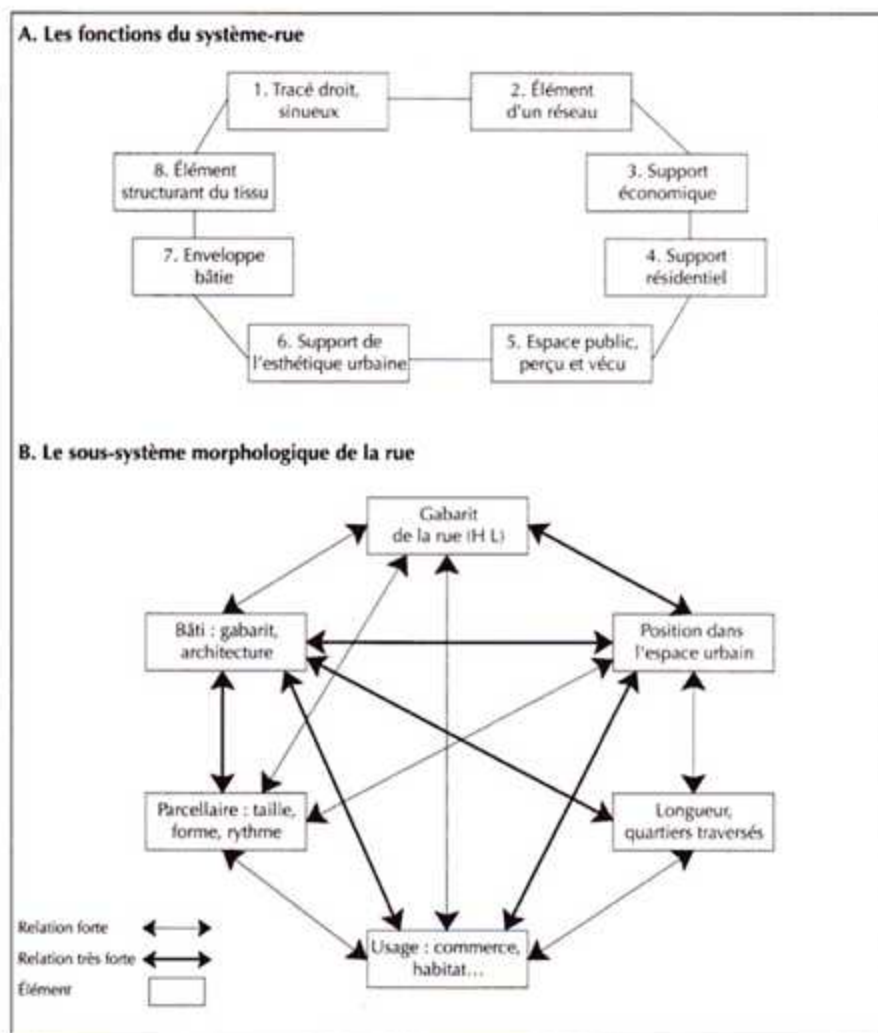 A. Les fonctions du système-rue
1. Tracé droit,
sinueux
2. Élément
d'un réseau
8. Élément
structurant du tissu
3. Support
économique
7. Enveloppe
bâtie
4. Support
résidentiel
6. Support de
l'esthétique urbaine
5. Espace public,
perçu et vécu
B. Le sous-système morphologique de la rue
Gabarit
de la rue (H L)
Bâti : gabarit,
architecture
Position dans
l'espace urbain
Parcellaire : taille,
forme, rythme
Longueur,
quartiers traversés
Usage : commerce,
habitat...
Relation forte
Relation très forte
Élément